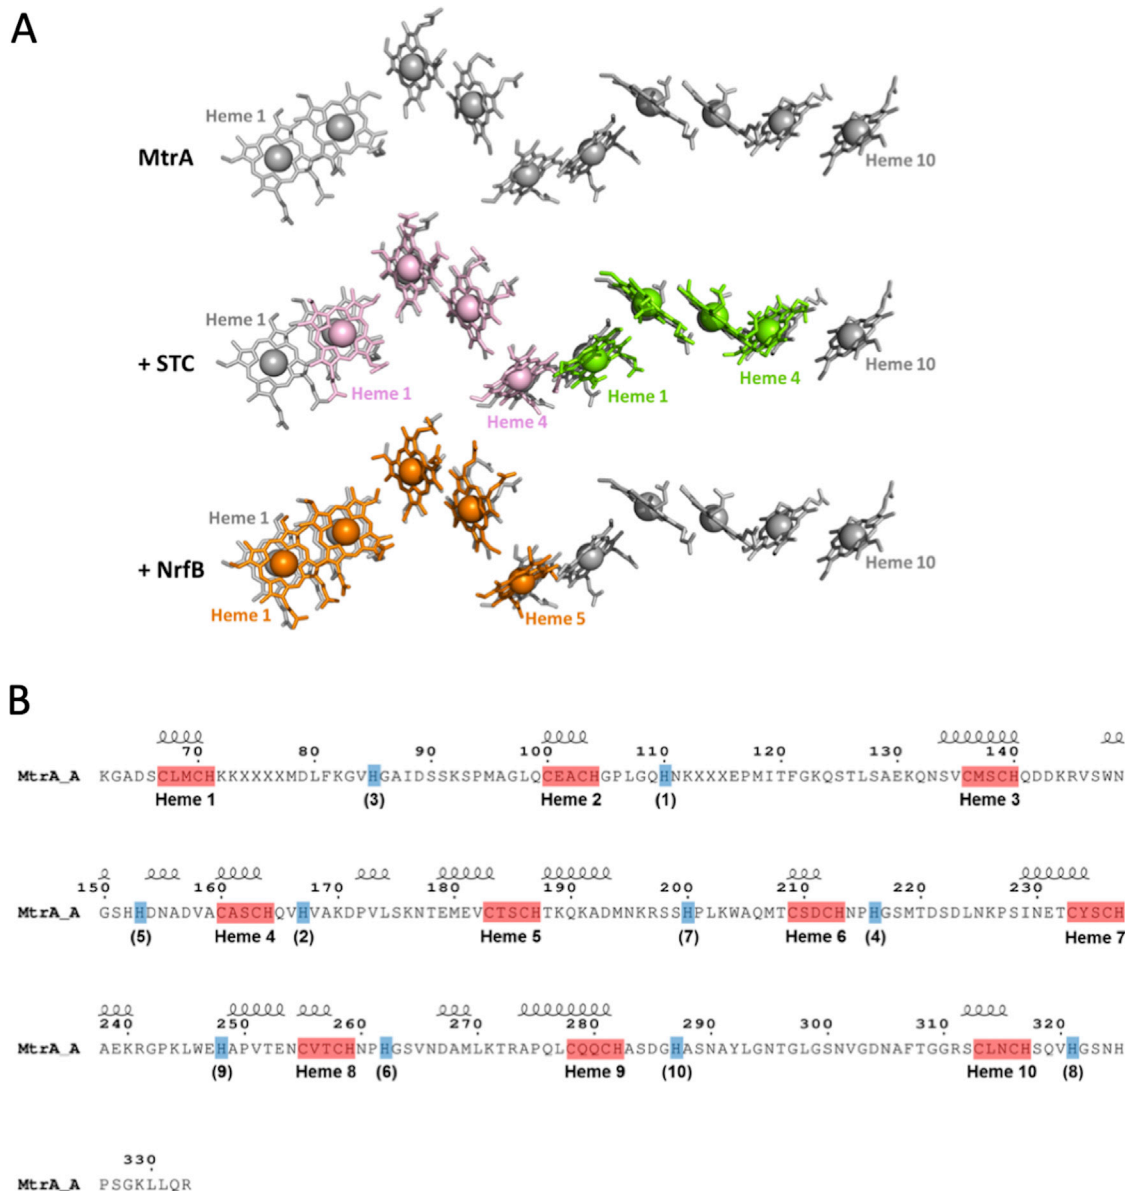 A
Heme 1
MtrA
Heme 10
Heme 1
+ STC
Heme 10
Heme 1
Heme 4
Heme 1
Heme 4
Heme 1
+ NrfB
Heme 10
Heme 1
Heme 5
B
70 80 90 100 110 120 130 140
MtrA_A KGADSCLMCHKKXXXXXMDLFKGVHGAIDSSKSPMAGLQCEACHGPLGQHNKXXXXEPMITFGKQSTLSAEKQNSVCMSCHQDDKRVSWN
Heme 1 (3) Heme 2 (1) Heme 3
150 160 170 180 190 200 210 220 230
MtrA_A GSHHDNADVACASCHQVHVAKDPVLSKNTEMEVCTSCHTKQKADMNKRSSHPLKWAQMTCSDCHNPHGSMTDSDLNKPSINETCYSCH
(5) Heme 4 (2) Heme 5 (7) Heme 6 (4) Heme 7
240 250 260 270 280 290 300 310 320
MtrA_A AEKRGPKLWEHAPVTENCVTCHNPHGSVNDAMLKTRAPQLCQQCHASDGHASNAYLGNTGLGSNVGDNAFTGGRSCLNCHSQVHGSNH
(9) Heme 8 (6) Heme 9 (10) Heme 10 (8)
330
MtrA_A PSGKLLQR